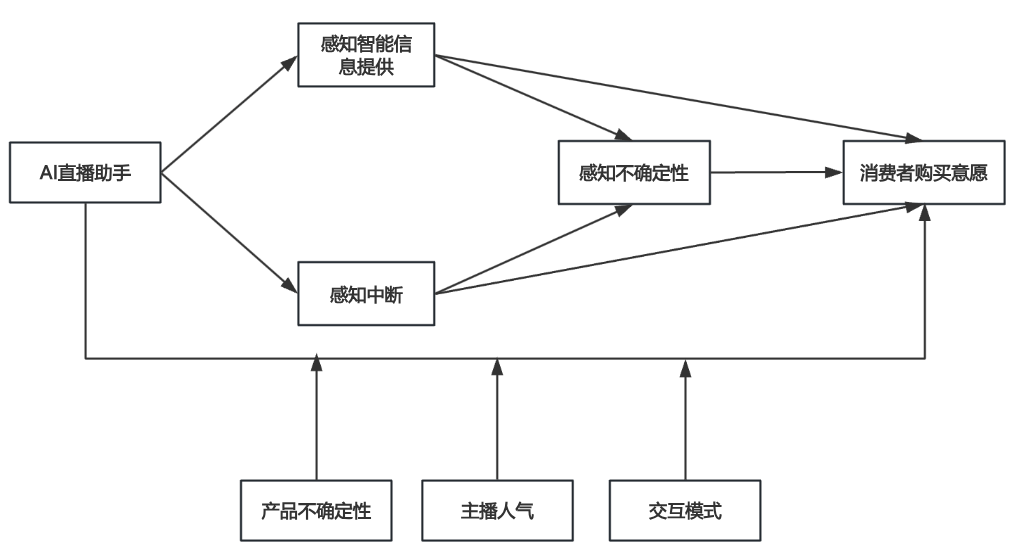 感知智能信
息提供
AI直播助手
感知不确定性
消费者购买意愿
感知中断
产品不确定性
主播人气
交互模式